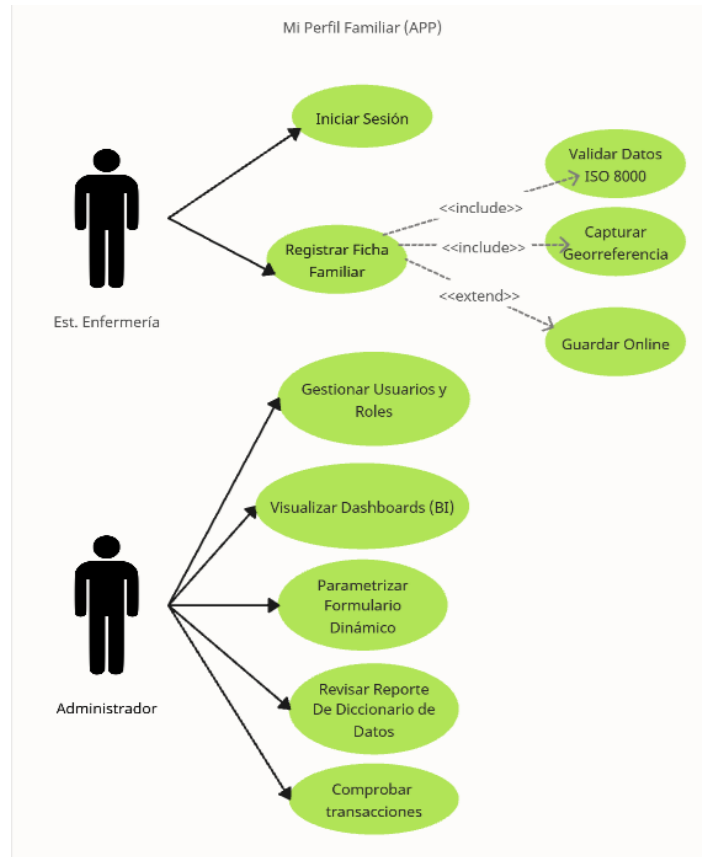 Mi Perfil Familiar (APP)
Iniciar Sesión
Validar Datos
ISO 8000
<<include>>
Capturar
Georreferencia
<<include>>
Registrar Ficha
Familiar
<<extend>>
Est. Enfermería
Guardar Online
Gestionar Usuarios y
Roles
Visualizar Dashboards (BI)
Parametrizar
Formulario
Dinámico
Administrador
Revisar Reporte
De Diccionario de
Datos
Comprobar
transacciones